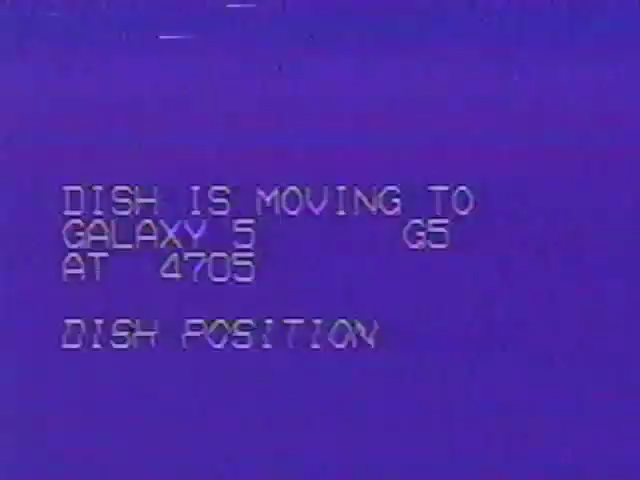 DISH IS MOVING TO
GALAXY 5 G5
AT 4705
DISH POSITION